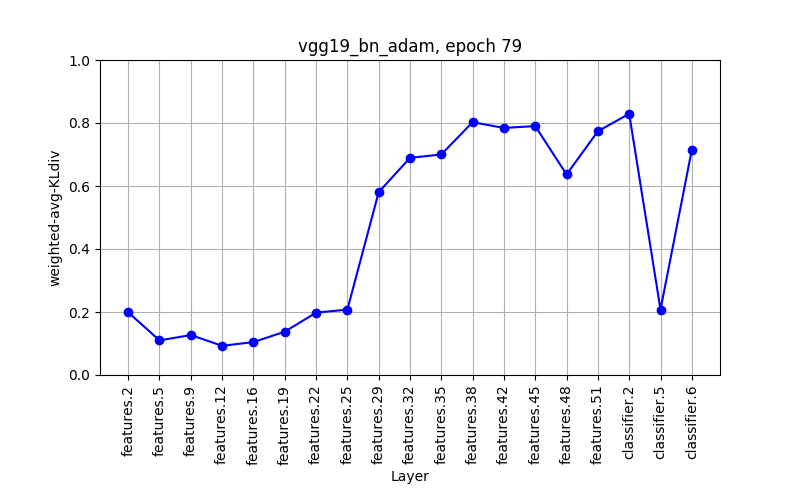 vgg19_bn_adam, epoch 79
1.0
0.8
0.6
0.4
0.2
0.0
weighted-avg-KLdiv
features.2
features.5
features.9
features.12
features.16
features.19
features.22
features.25
features.29
features.32
features.35
features.38
features.42
features.45
features.48
features.51
classifier.2
classifier.5
classifier.6
Layer